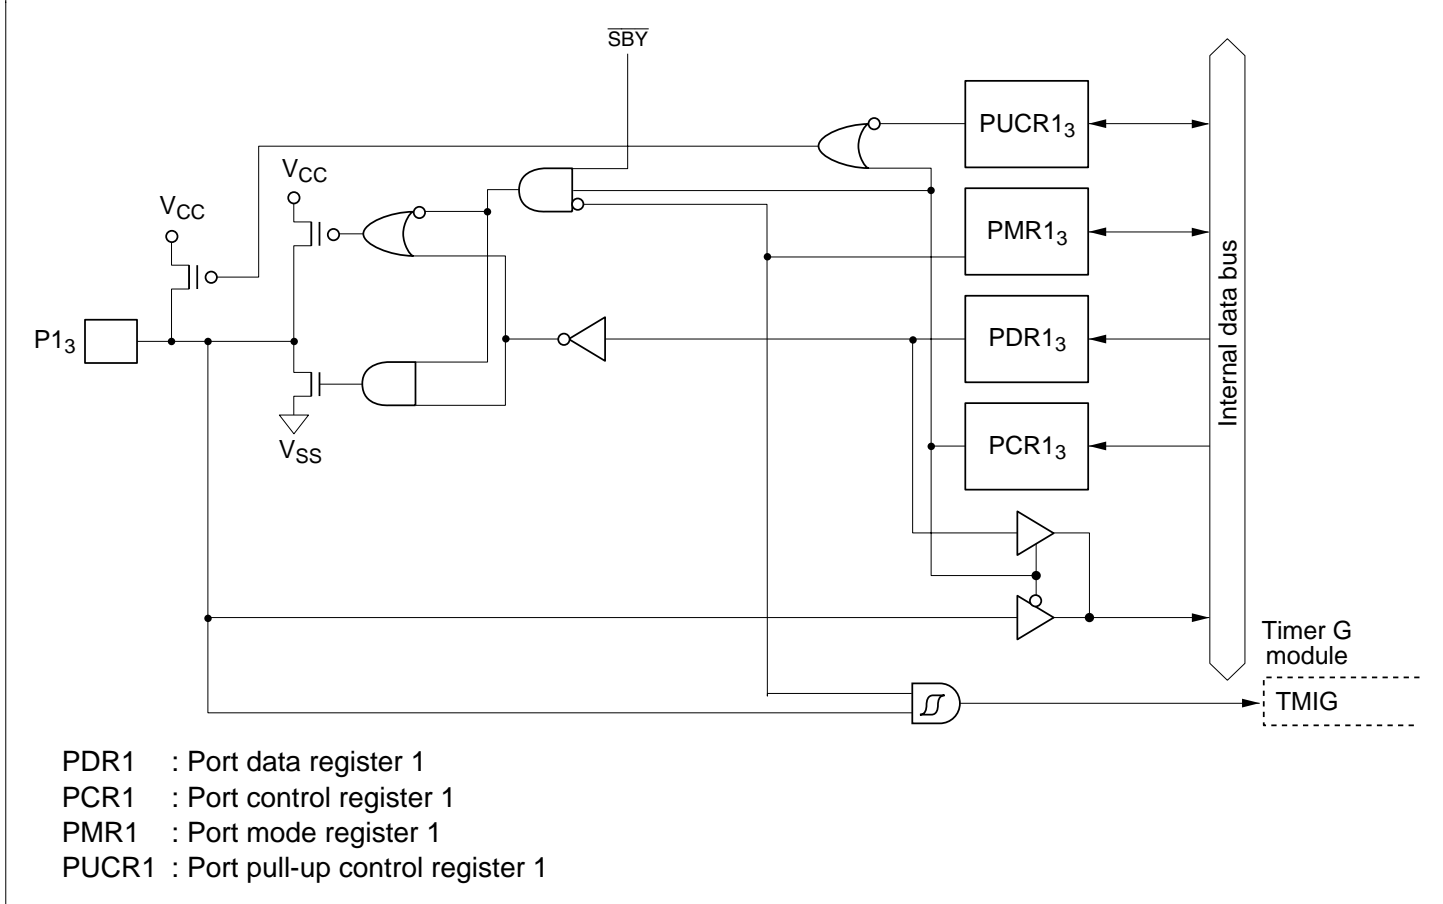 SBY
PUCR1₃
V_CC
V_CC
PMR1₃
Internal data bus
P1₃
PDR1₃
V_SS
PCR1₃
Timer G
module
TMIG
PDR1 : Port data register 1
PCR1 : Port control register 1
PMR1 : Port mode register 1
PUCR1 : Port pull-up control register 1